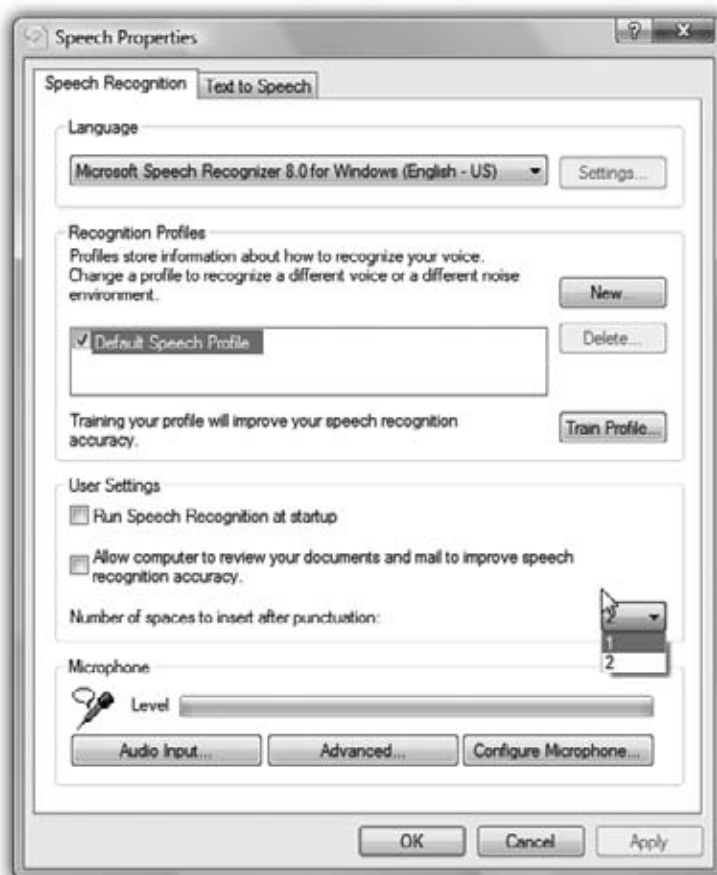 Speech Properties
?
X
Speech Recognition
Text to Speech
Language
Microsoft Speech Recognizer 8.0 for Windows (English - US)
Settings...
Recognition Profiles
Profiles store information about how to recognize your voice.
Change a profile to recognize a different voice or a different noise
environment.
New...
Default Speech Profile
Delete...
Training your profile will improve your speech recognition
accuracy.
Train Profile...
User Settings
Run Speech Recognition at startup
Allow computer to review your documents and mail to improve speech
recognition accuracy.
Number of spaces to insert after punctuation:
2
1
2
Microphone
Level
Audio Input...
Advanced...
Configure Microphone...
OK
Cancel
Apply